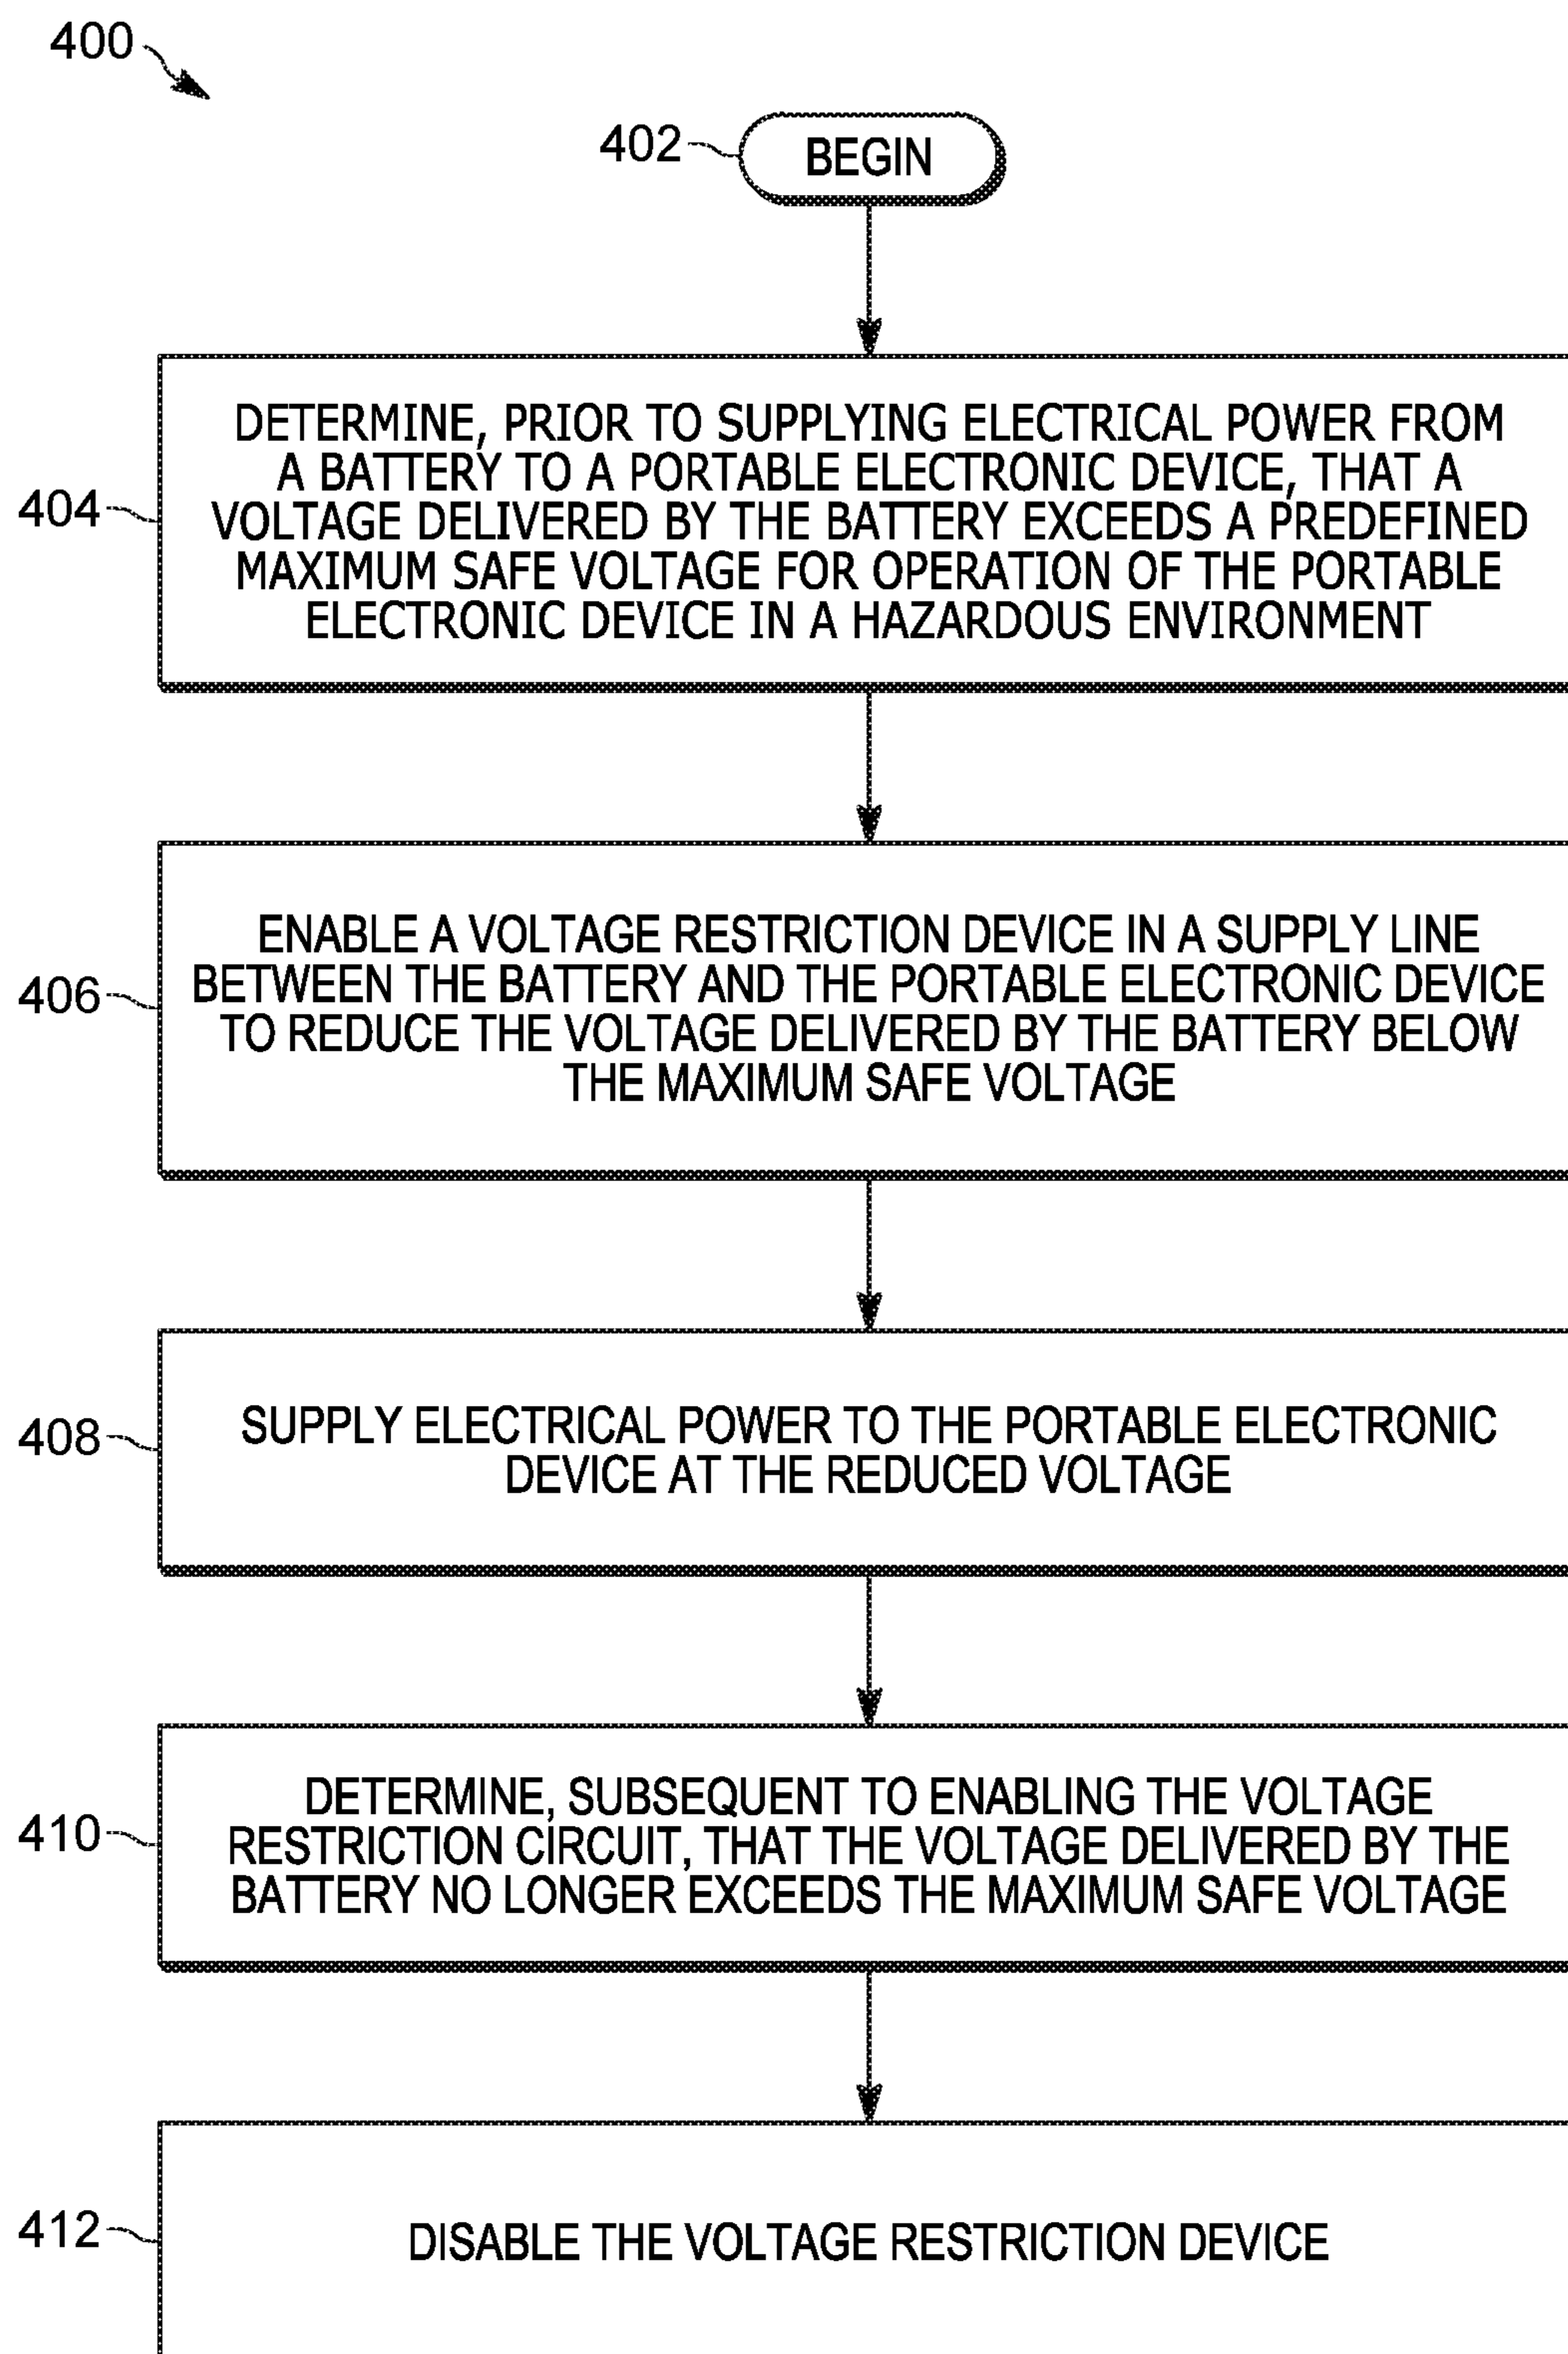 400
402
BEGIN
404
DETERMINE, PRIOR TO SUPPLYING ELECTRICAL POWER FROM
A BATTERY TO A PORTABLE ELECTRONIC DEVICE, THAT A
VOLTAGE DELIVERED BY THE BATTERY EXCEEDS A PREDEFINED
MAXIMUM SAFE VOLTAGE FOR OPERATION OF THE PORTABLE
ELECTRONIC DEVICE IN A HAZARDOUS ENVIRONMENT
406
ENABLE A VOLTAGE RESTRICTION DEVICE IN A SUPPLY LINE
BETWEEN THE BATTERY AND THE PORTABLE ELECTRONIC DEVICE
TO REDUCE THE VOLTAGE DELIVERED BY THE BATTERY BELOW
THE MAXIMUM SAFE VOLTAGE
408
SUPPLY ELECTRICAL POWER TO THE PORTABLE ELECTRONIC
DEVICE AT THE REDUCED VOLTAGE
410
DETERMINE, SUBSEQUENT TO ENABLING THE VOLTAGE
RESTRICTION CIRCUIT, THAT THE VOLTAGE DELIVERED BY THE
BATTERY NO LONGER EXCEEDS THE MAXIMUM SAFE VOLTAGE
412
DISABLE THE VOLTAGE RESTRICTION DEVICE